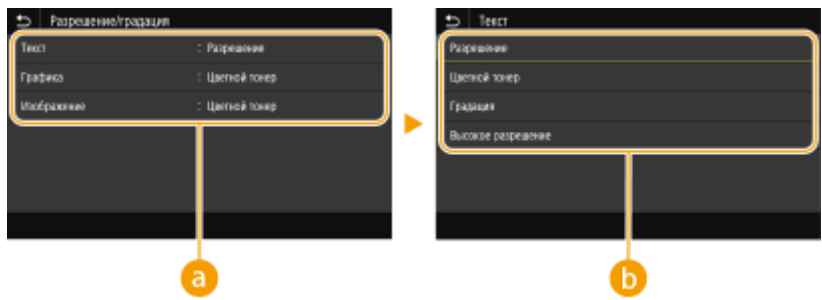 Разрешение/градация
Текст : Разрешение
Графика : Цветной тонер
Изображение : Цветной тонер
a
Текст
Разрешение
Цветной тонер
Градация
Высокое разрешение
b